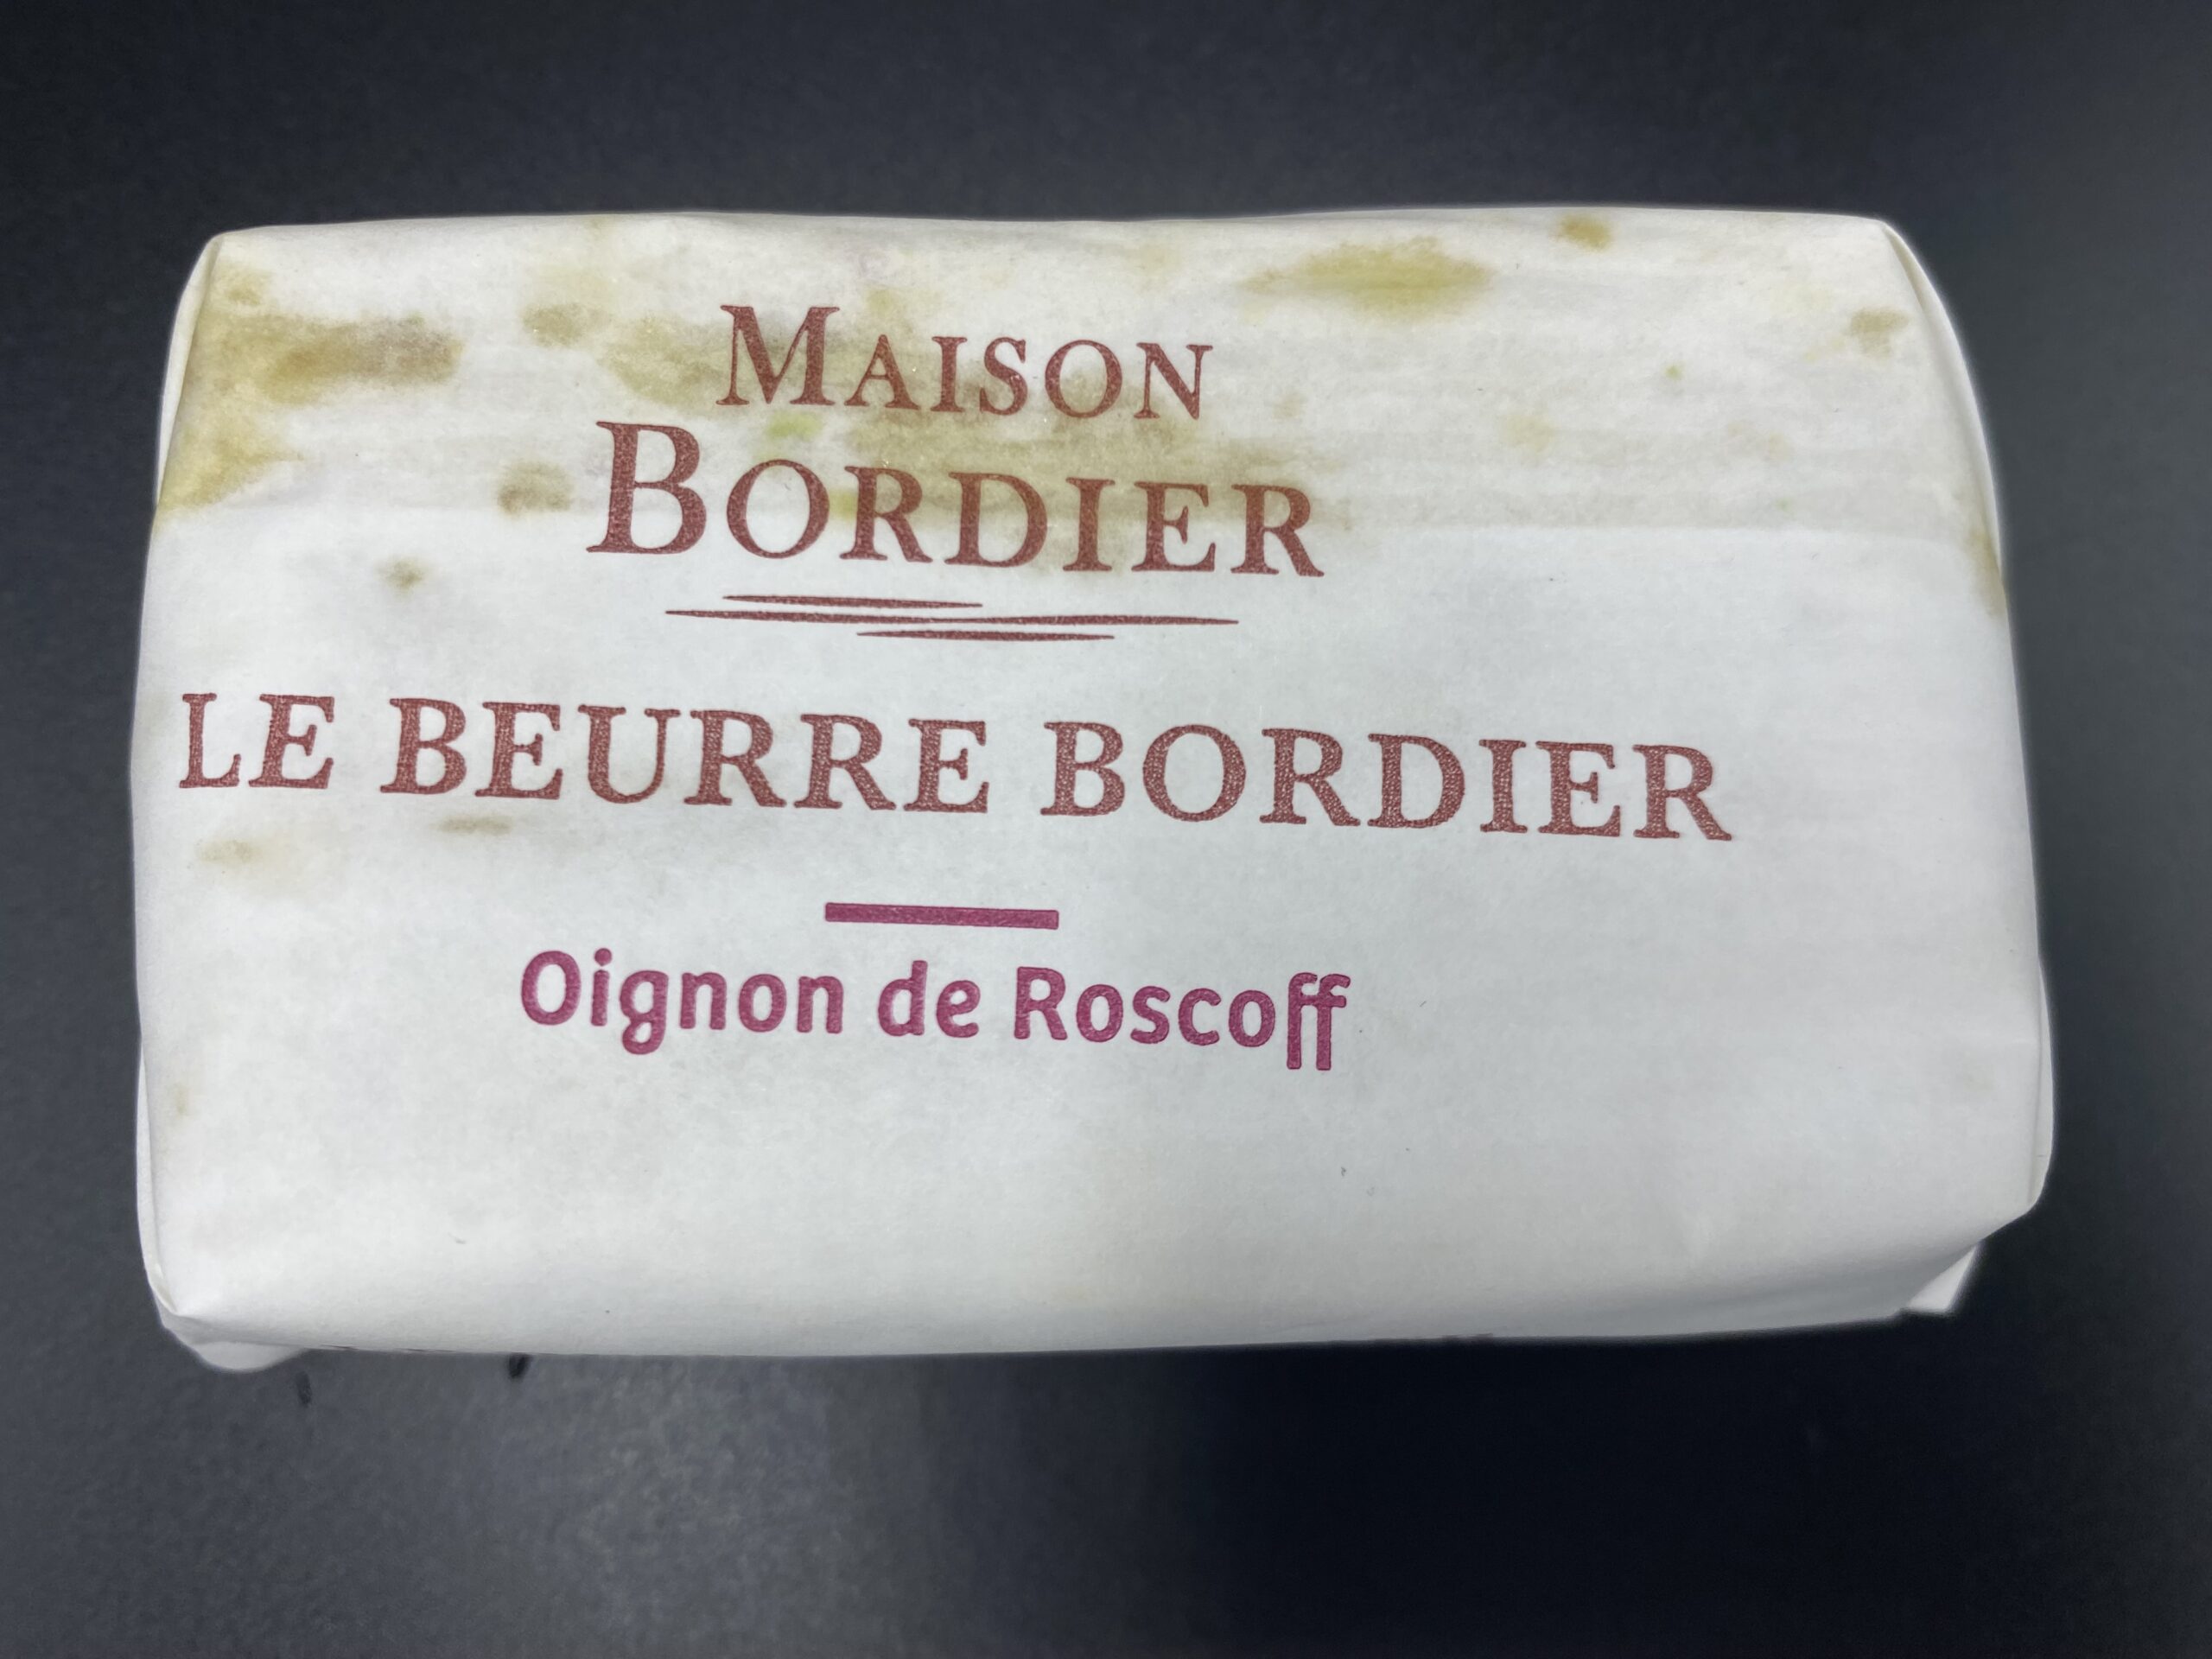 MAISON
BORDIER
LE BEURRE BORDIER
Oignon de Roscoff